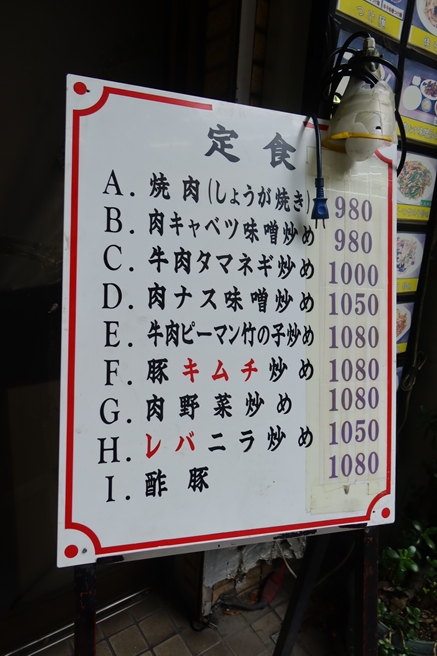 定食
A. 焼肉(しょうが焼き) 980
B. 肉キャベツ味噌炒め 980
C. 牛肉タマネギ炒め 1000
D. 肉ナス味噌炒め 1050
E. 牛肉ピーマン竹の子炒め 1080
F. 豚キムチ炒め 1080
G. 肉野菜炒め 1080
H. レバニラ炒め 1050
I. 酢豚 1080